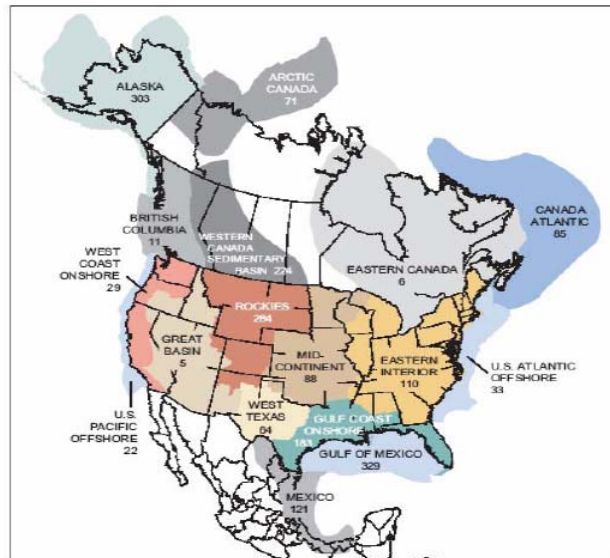 ALASKA
303
ARCTIC
CANADA
71
BRITISH
COLUMBIA
11
WESTERN
CANADA
SEDIMENTARY
BASIN 224
CANADA
ATLANTIC
85
EASTERN CANADA
6
WEST
COAST
ONSHORE
29
ROCKIES
284
GREAT
BASIN
5
MID-
CONTINENT
88
EASTERN
INTERIOR
110
U.S. ATLANTIC
OFFSHORE
33
U.S.
PACIFIC
OFFSHORE
22
WEST
TEXAS
64
GULF COAST
ONSHORE
183
GULF OF MEXICO
329
MEXICO
121